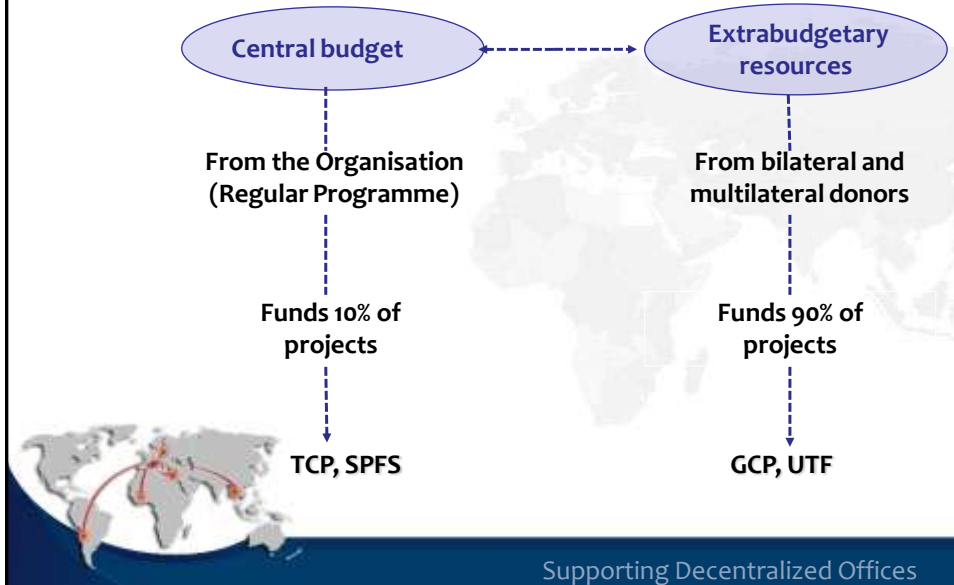 Central budget
Extrabudgetary
resources
From the Organisation
(Regular Programme)
From bilateral and
multilateral donors
Funds 10% of
projects
Funds 90% of
projects
TCP, SPFS
GCP, UTF
Supporting Decentralized Offices